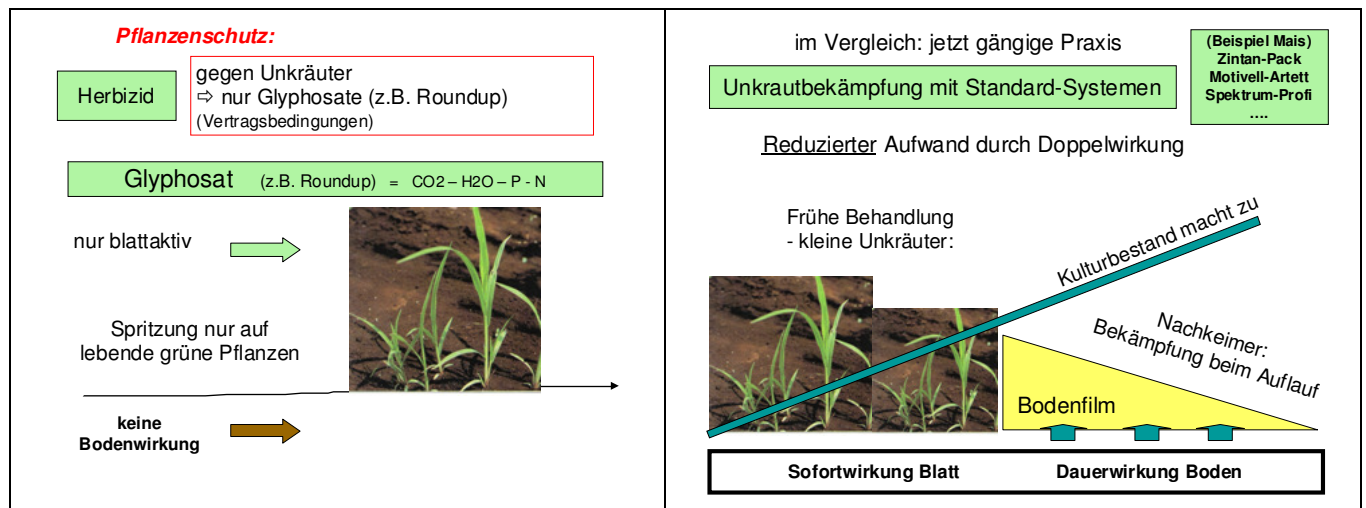 Pflanzenschutz:
Herbizid
gegen Unkräuter
⇨ nur Glyphosate (z.B. Roundup)
(Vertragsbedingungen)
Glyphosat (z.B. Roundup) = CO2 – H2O – P - N
nur blattaktiv
Spritzung nur auf
lebende grüne Pflanzen
keine
Bodenwirkung
im Vergleich: jetzt gängige Praxis
(Beispiel Mais)
Zintan-Pack
Motivell-Artett
Spektrum-Profi
....
Unkrautbekämpfung mit Standard-Systemen
Reduzierter Aufwand durch Doppelwirkung
Frühe Behandlung
- kleine Unkräuter:
Kulturbestand macht zu
Nachkeimer:
Bekämpfung beim Auflauf
Bodenfilm
Sofortwirkung Blatt Dauerwirkung Boden